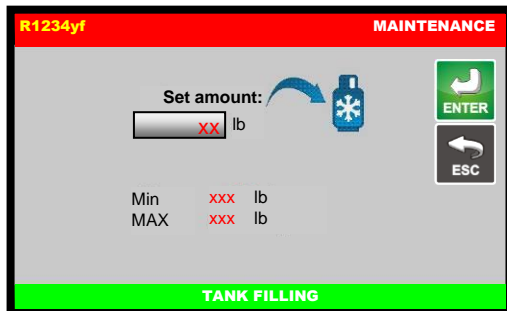 R1234yf MAINTENANCE
Set amount:
xx lb
ENTER
ESC
Min xxx lb
MAX xxx lb
TANK FILLING